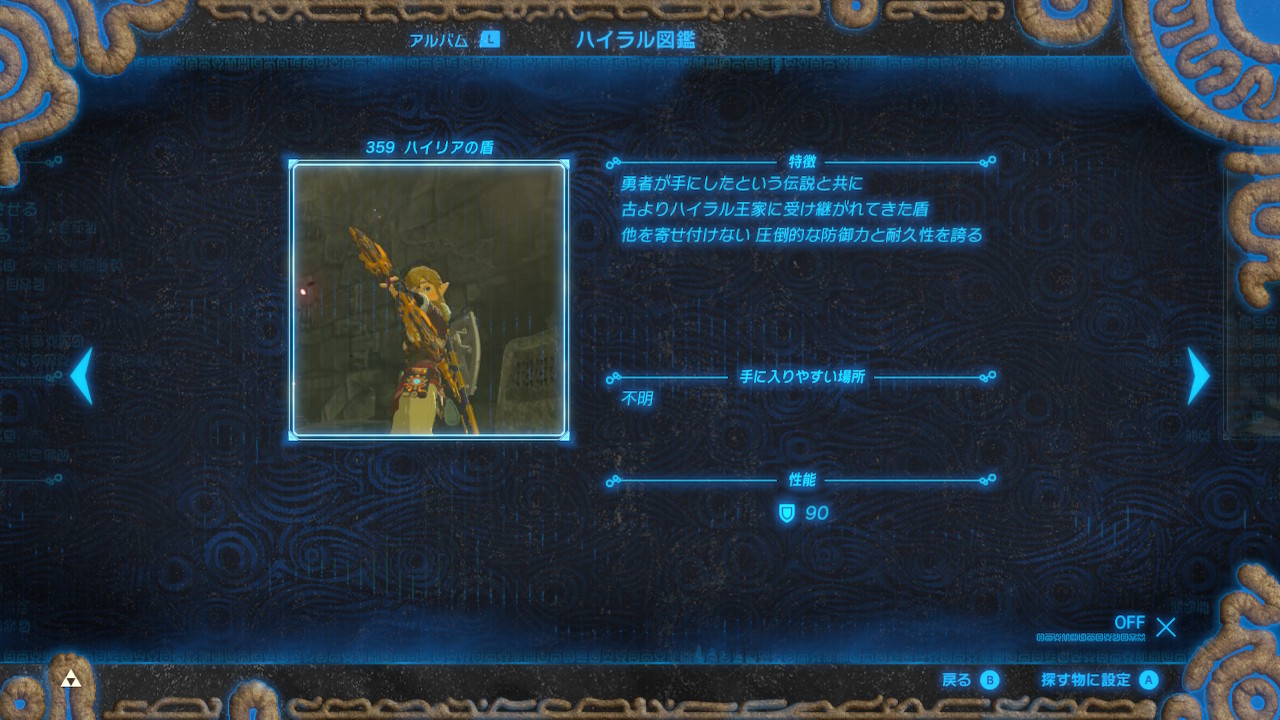 アルバム L
ハイラル図鑑
359 ハイリアの盾
特徴
勇者が手にしたという伝説と共に
古よりハイラル王家に受け継がれてきた盾
他を寄せ付けない 圧倒的な防御力と耐久性を誇る
手に入りやすい場所
不明
性能
90
OFF
戻る B
探す物に設定 A